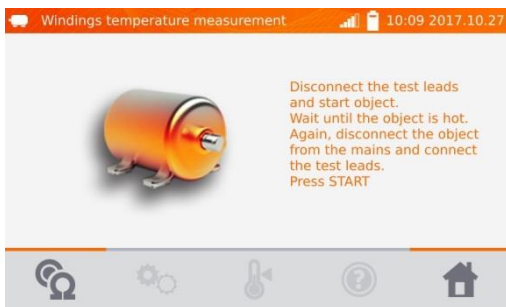 Windings temperature measurement 10:09 2017.10.27
Disconnect the test leads
and start object.
Wait until the object is hot.
Again, disconnect the object
from the mains and connect
the test leads.
Press START
Ω
?